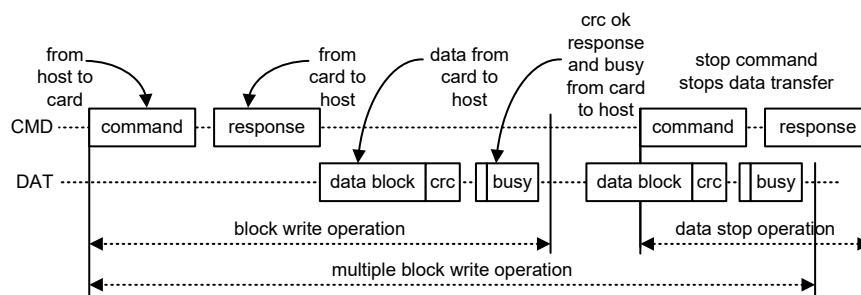 from
host to
card
from
card to
host
data from
card to
host
crc ok
response
and busy
from card
to host
stop command
stops data transfer
CMD
command
response
command
response
DAT
data block
crc
busy
data block
crc
busy
block write operation
data stop operation
multiple block write operation